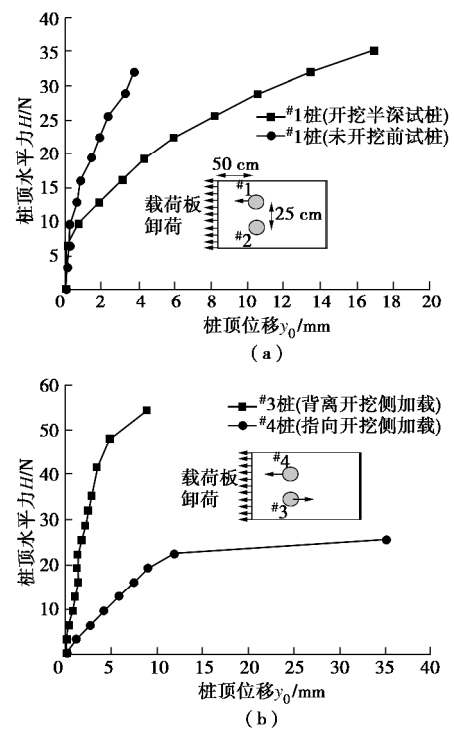 40
35
30
25
20
15
10
5
0
桩顶水平力H/N
#1桩(开挖半深试桩)
#1桩(未开挖前试桩)
50 cm
载荷板
卸荷
#1
25 cm
#2
0 2 4 6 8 10 12 14 16 18 20
桩顶位移y0/mm
(a)
60
50
40
30
20
10
0
桩顶水平力H/N
#3桩(背离开挖侧加载)
#4桩(指向开挖侧加载)
载荷板
卸荷
#4
#3
0 5 10 15 20 25 30 35 40
桩顶位移y0/mm
(b)